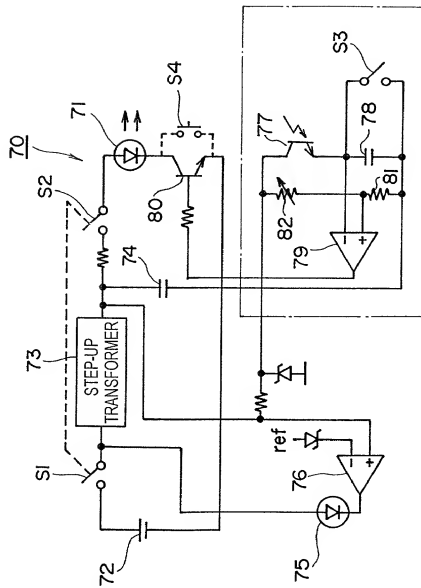 70
S1
S2
S3
S4
71
72
73
STEP-UP
TRANSFORMER
74
75
76
ref
77
78
79
80
81
82
−
+
−
+